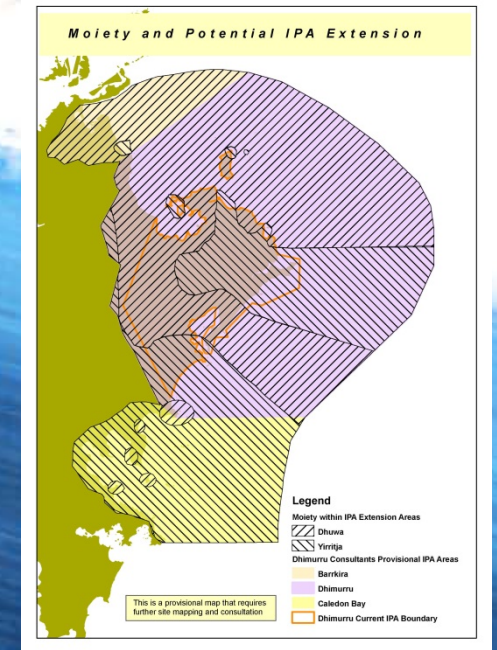 Moiety and Potential IPA Extension
Legend
Moiety within IPA Extension Areas
Dhuwa
Yirritja
Dhimurru Consultants Provisional IPA Areas
Barrkira
Dhimurru
Caledon Bay
Dhimurru Current IPA Boundary
This is a provisional map that requires
further site mapping and consultation